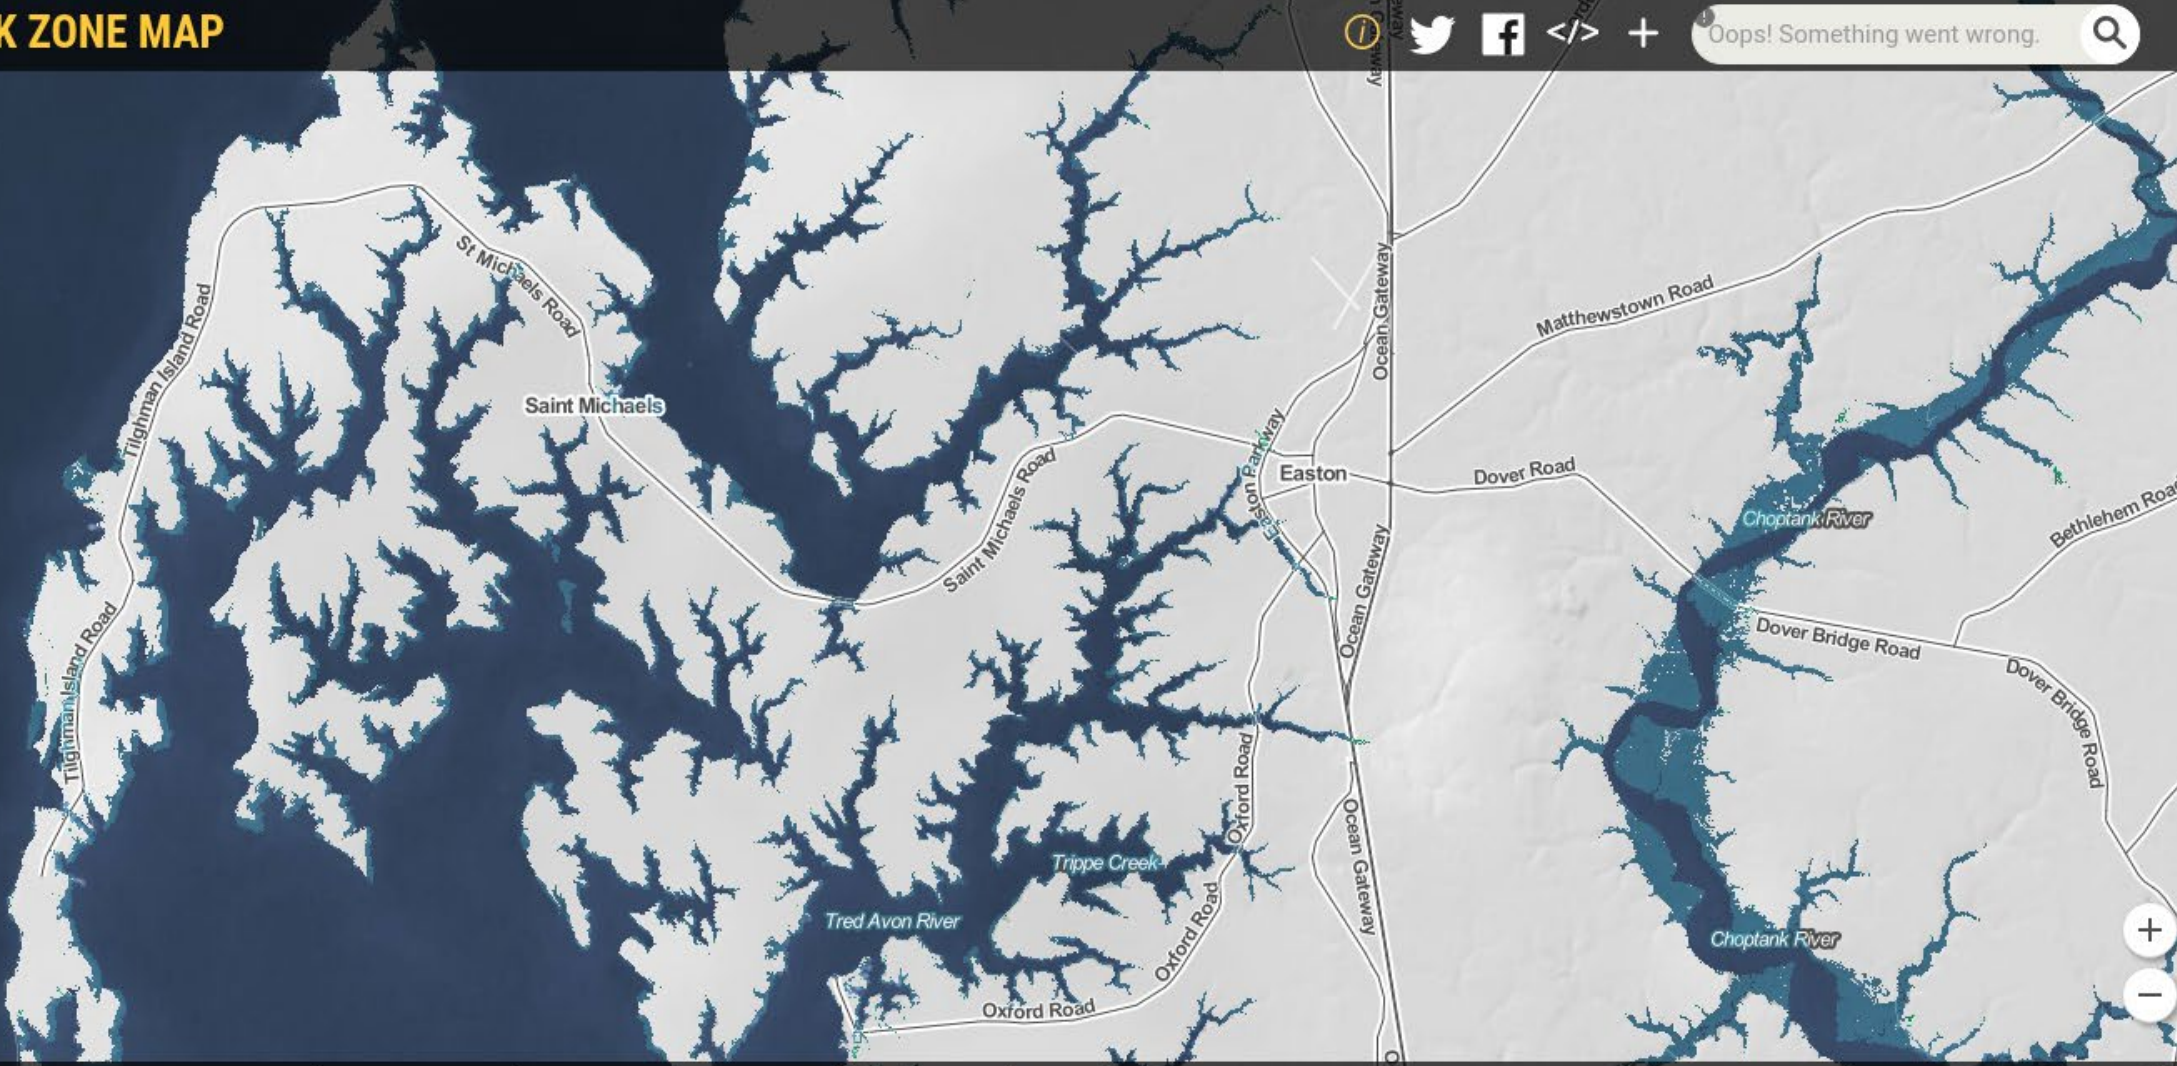 K ZONE MAP
Oops! Something went wrong.
St Michaels Road
Tilghman Island Road
Saint Michaels
Ocean Gateway
Matthewstown Road
Easton Parkway
Easton
Dover Road
Saint Michaels Road
Choptank River
Bethlehem Road
Ocean Gateway
Tilghman Island Road
Dover Bridge Road
Dover Bridge Road
Oxford Road
Ocean Gateway
Trippe Creek
Tred Avon River
Oxford Road
Choptank River
Oxford Road